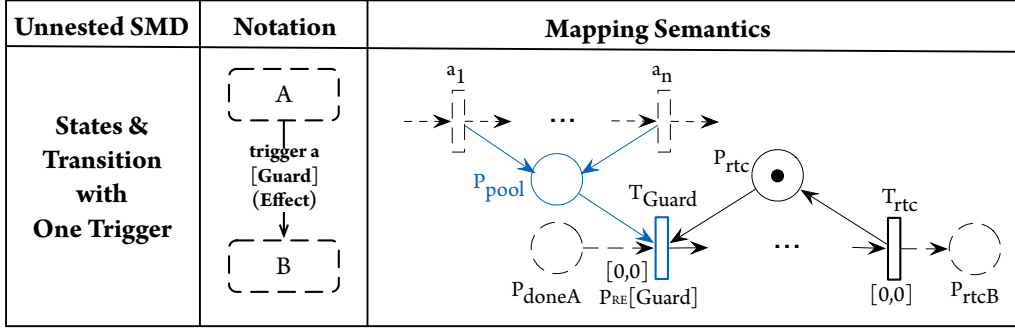 Unnested SMD
Notation
Mapping Semantics
States &
Transition
with
One Trigger
A
trigger a
[Guard]
(Effect)
B
a1
an
...
Ppool
Prtc
TGuard
Trtc
...
[0,0]
PdoneA
PRE[Guard]
[0,0]
PrtcB